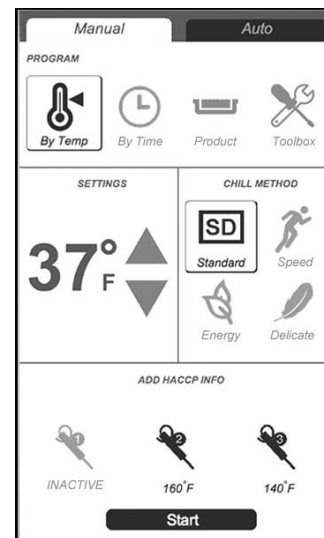 Manual Auto
PROGRAM
By Temp By Time Product Toolbox
SETTINGS CHILL METHOD
37°F
SD
Standard Speed
Energy Delicate
ADD HACCP INFO
1 2 3
INACTIVE 160°F 140°F
Start